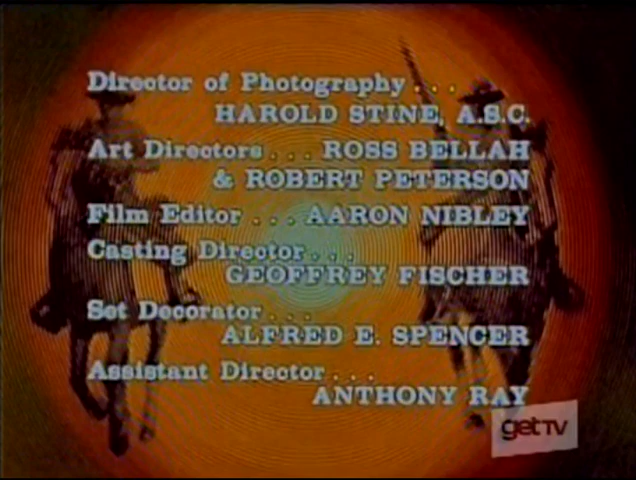 Director of Photography . . .
HAROLD STINE, A.S.C.
Art Directors . . . ROSS BELLAH
& ROBERT PETERSON
Film Editor . . . AARON NIBLEY
Casting Director . . .
GEOFFREY FISCHER
Set Decorator . . .
ALFRED E. SPENCER
Assistant Director . . .
ANTHONY RAY
getTV